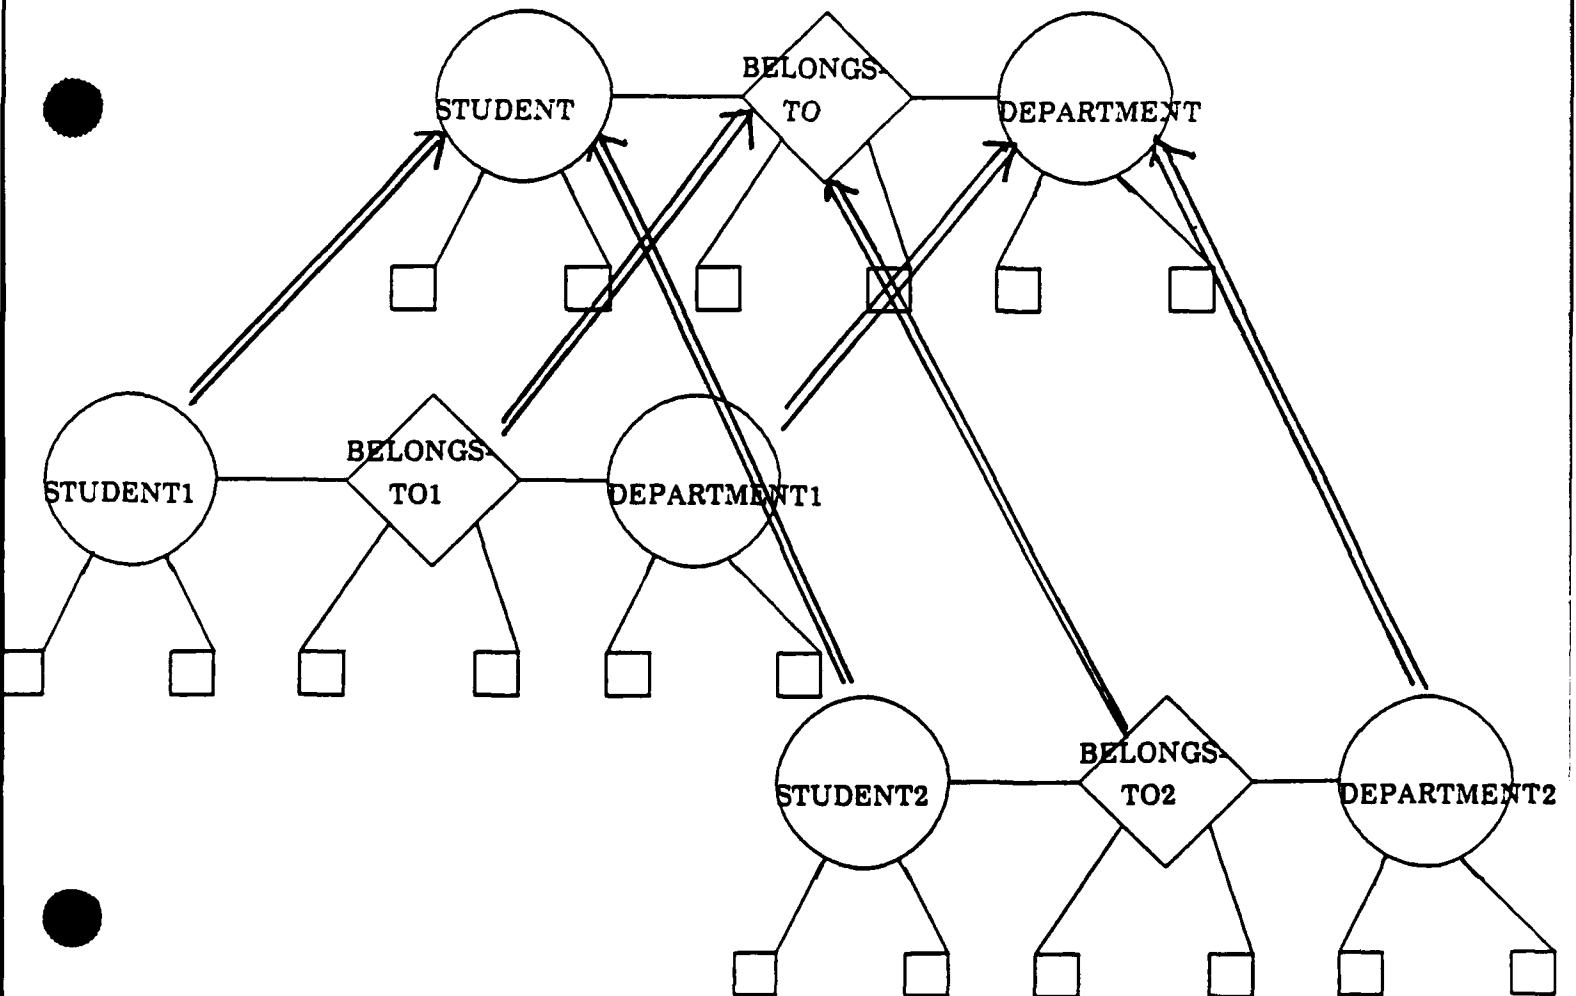 STUDENT
BELONGS-
TO
DEPARTMENT
STUDENT1
BELONGS-
TO1
DEPARTMENT1
STUDENT2
BELONGS-
TO2
DEPARTMENT2